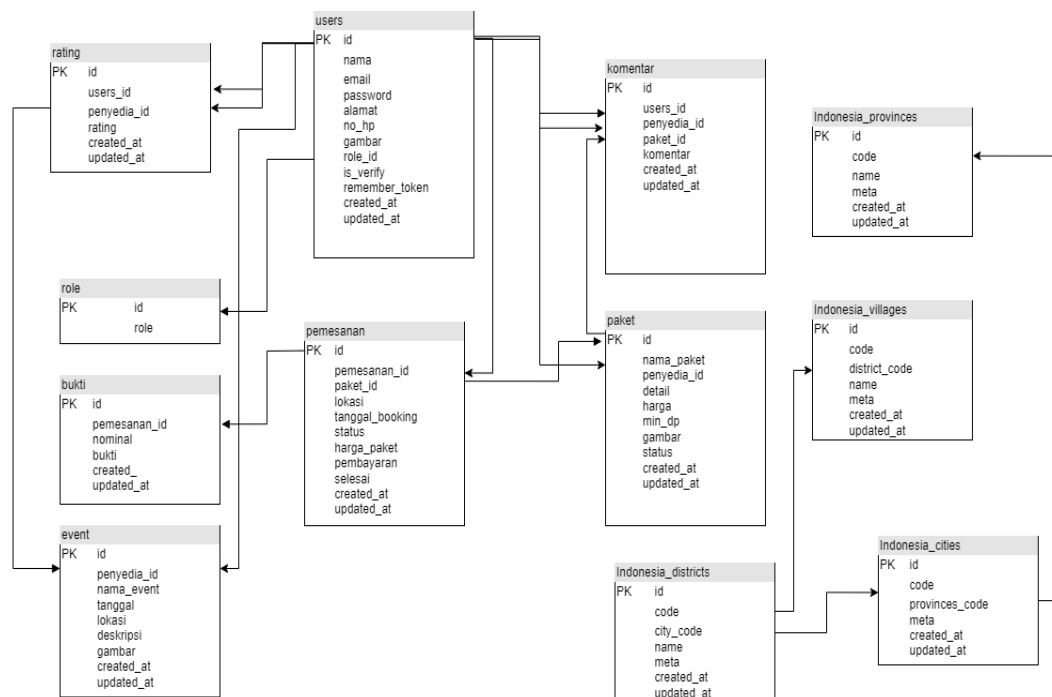 users
PK id
nama
email
password
alamat
no_hp
gambar
role_id
is_verify
remember_token
created_at
updated_at
rating
PK id
users_id
penyedia_id
rating
created_at
updated_at
komentar
PK id
users_id
penyedia_id
paket_id
komentar
created_at
updated_at
Indonesia_provinces
PK id
code
name
meta
created_at
updated_at
role
PK id
role
pemesanan
PK id
pemesanan_id
paket_id
lokasi
tanggal_booking
status
harga_paket
pembayaran
selesai
created_at
updated_at
paket
PK id
nama_paket
penyedia_id
detail
harga
min_dp
gambar
status
created_at
updated_at
Indonesia_villages
PK id
code
district_code
name
meta
created_at
updated_at
bukti
PK id
pemesanan_id
nominal
bukti
created_
updated_at
event
PK id
penyedia_id
nama_event
tanggal
lokasi
deskripsi
gambar
created_at
updated_at
Indonesia_districts
PK id
code
city_code
name
meta
created_at
updated_at
Indonesia_cities
PK id
code
provinces_code
meta
created_at
updated_at